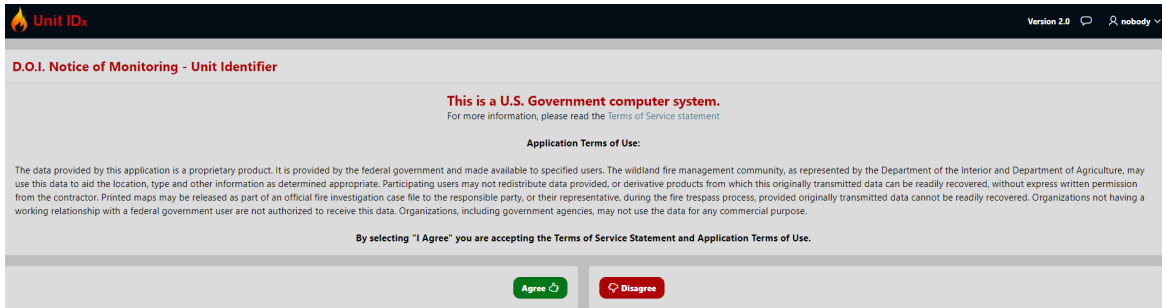 Unit IDx
Version 2.0
nobody
D.O.I. Notice of Monitoring - Unit Identifier
This is a U.S. Government computer system.
For more information, please read the Terms of Service statement
Application Terms of Use:
The data provided by this application is a proprietary product. It is provided by the federal government and made available to specified users. The wildland fire management community, as represented by the Department of the Interior and Department of Agriculture, may
use this data to aid the location, type and other information as determined appropriate. Participating users may not redistribute data provided, or derivative products from which this originally transmitted data can be readily recovered, without express written permission
from the contractor. Printed maps may be released as part of an official fire investigation case file to the responsible party, or their representative, during the fire trespass process, provided originally transmitted data cannot be readily recovered. Organizations not having a
working relationship with a federal government user are not authorized to receive this data. Organizations, including government agencies, may not use the data for any commercial purpose.
By selecting "I Agree" you are accepting the Terms of Service Statement and Application Terms of Use.
Agree
Disagree